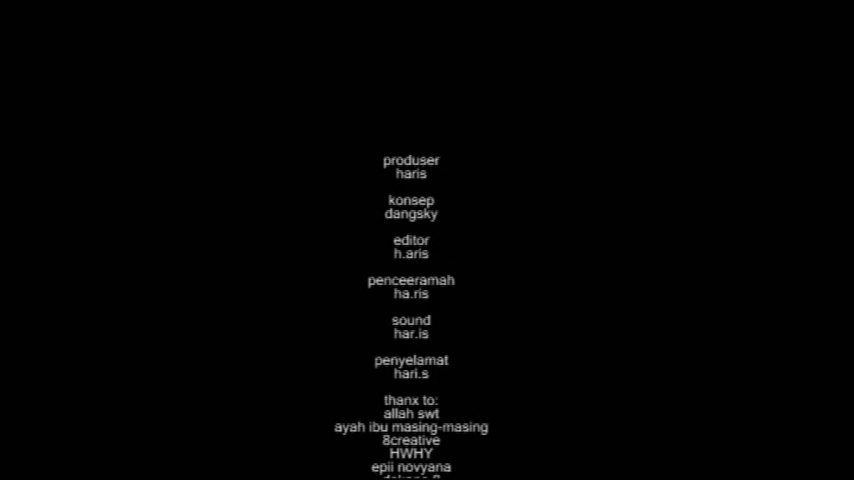 produser
haris
konsep
dangsky
editor
h.aris
penceeramah
ha.ris
sound
har.is
penyelamat
hari.s
thanx to:
allah swt
ayah ibu masing-masing
8creative
HWHY
epii novyana